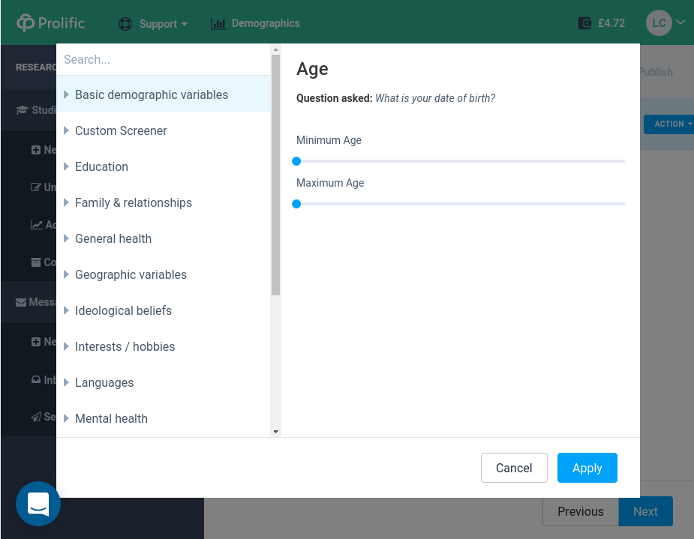 Prolific
Support
Demographics
£4.72
LC
RESEARC
Publish
Studi
ACTION
Ne
Un
Ac
Co
Messa
Ne
Inb
Se
Search...
Basic demographic variables
Custom Screener
Education
Family & relationships
General health
Geographic variables
Ideological beliefs
Interests / hobbies
Languages
Mental health
Age
Question asked: What is your date of birth?
Minimum Age
Maximum Age
Cancel
Apply
Previous
Next